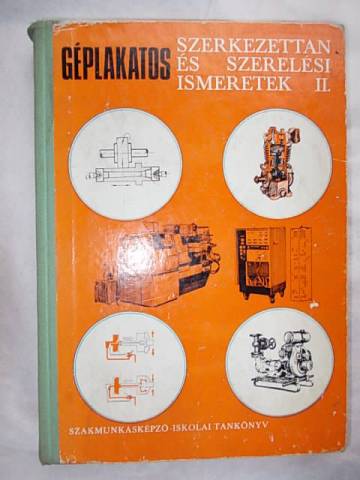 GÉPLAKATOS
SZERKEZETTAN
ÉS SZERELÉSI
ISMERETEK II.
SZAKMUNKÁSKÉPZŐ-ISKOLAI TANKÖNYV